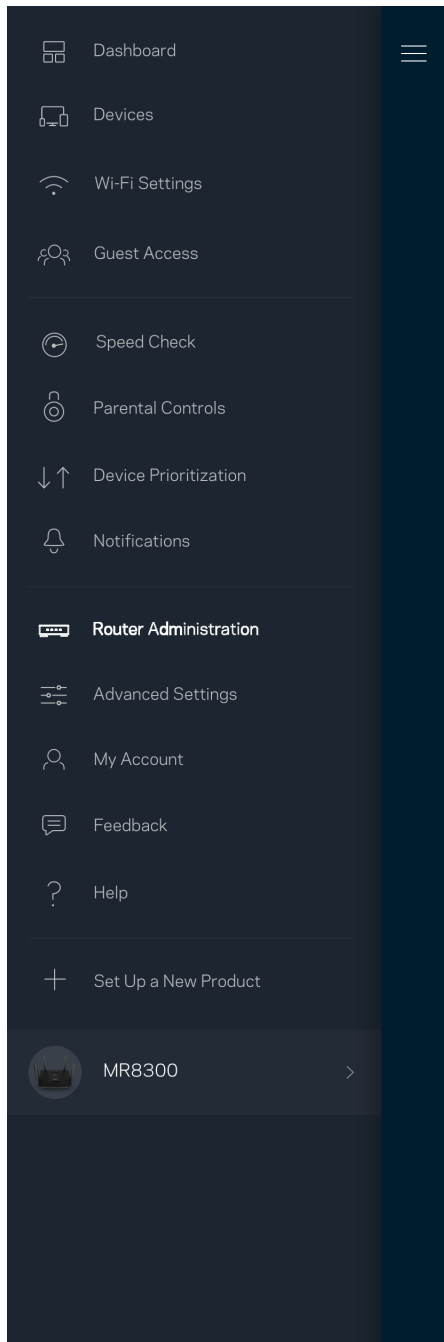 Dashboard
Devices
Wi-Fi Settings
Guest Access
Speed Check
Parental Controls
Device Prioritization
Notifications
Router Administration
Advanced Settings
My Account
Feedback
Help
Set Up a New Product
MR8300